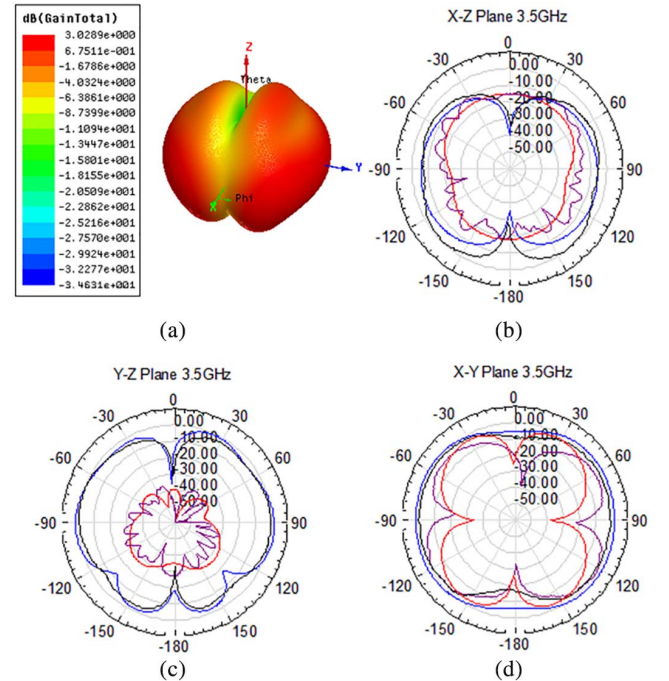 dB(GainTotal)
3.0289e+000
6.7511e-001
-1.6786e+000
-4.0324e+000
-6.3861e+000
-8.7399e+000
-1.1094e+001
-1.3447e+001
-1.5801e+001
-1.8155e+001
-2.0509e+001
-2.2862e+001
-2.5216e+001
-2.7570e+001
-2.9924e+001
-3.2277e+001
-3.4631e+001
Z
Theta
Y
X
Phi
(a)
X-Z Plane 3.5GHz
0
30
60
90
120
150
-180
-150
-120
-90
-60
-30
0.00
-10.00
-20.00
-30.00
-40.00
-50.00
(b)
Y-Z Plane 3.5GHz
0
30
60
90
120
150
-180
-150
-120
-90
-60
-30
0.00
-10.00
-20.00
-30.00
-40.00
-50.00
(c)
X-Y Plane 3.5GHz
0
30
60
90
120
150
-180
-150
-120
-90
-60
-30
0.00
-10.00
-20.00
-30.00
-40.00
-50.00
(d)